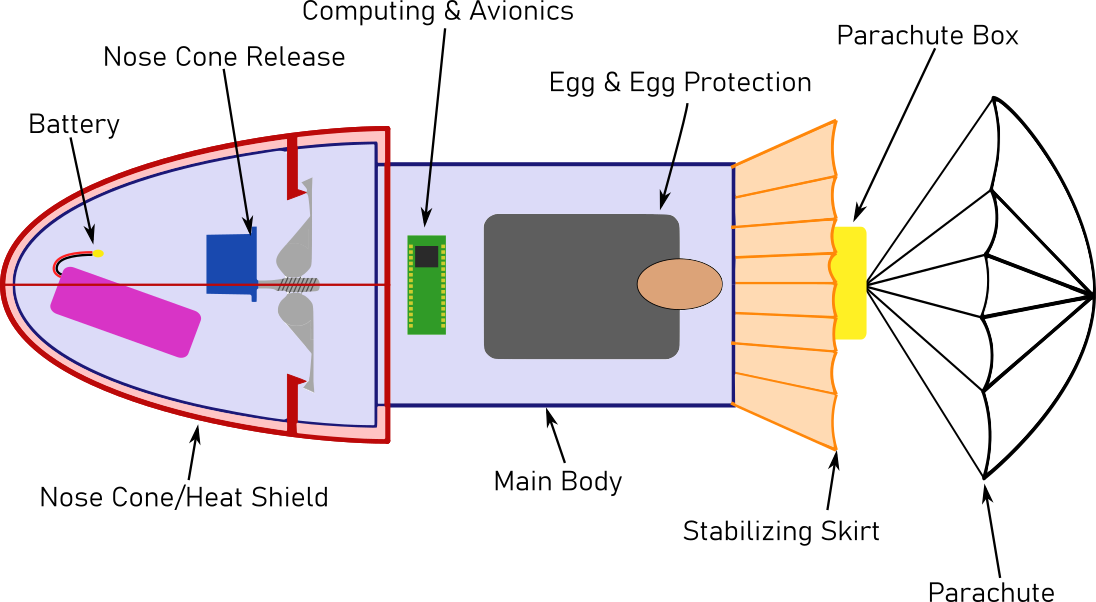 Computing & Avionics
Parachute Box
Nose Cone Release
Egg & Egg Protection
Battery
Main Body
Nose Cone/Heat Shield
Stabilizing Skirt
Parachute